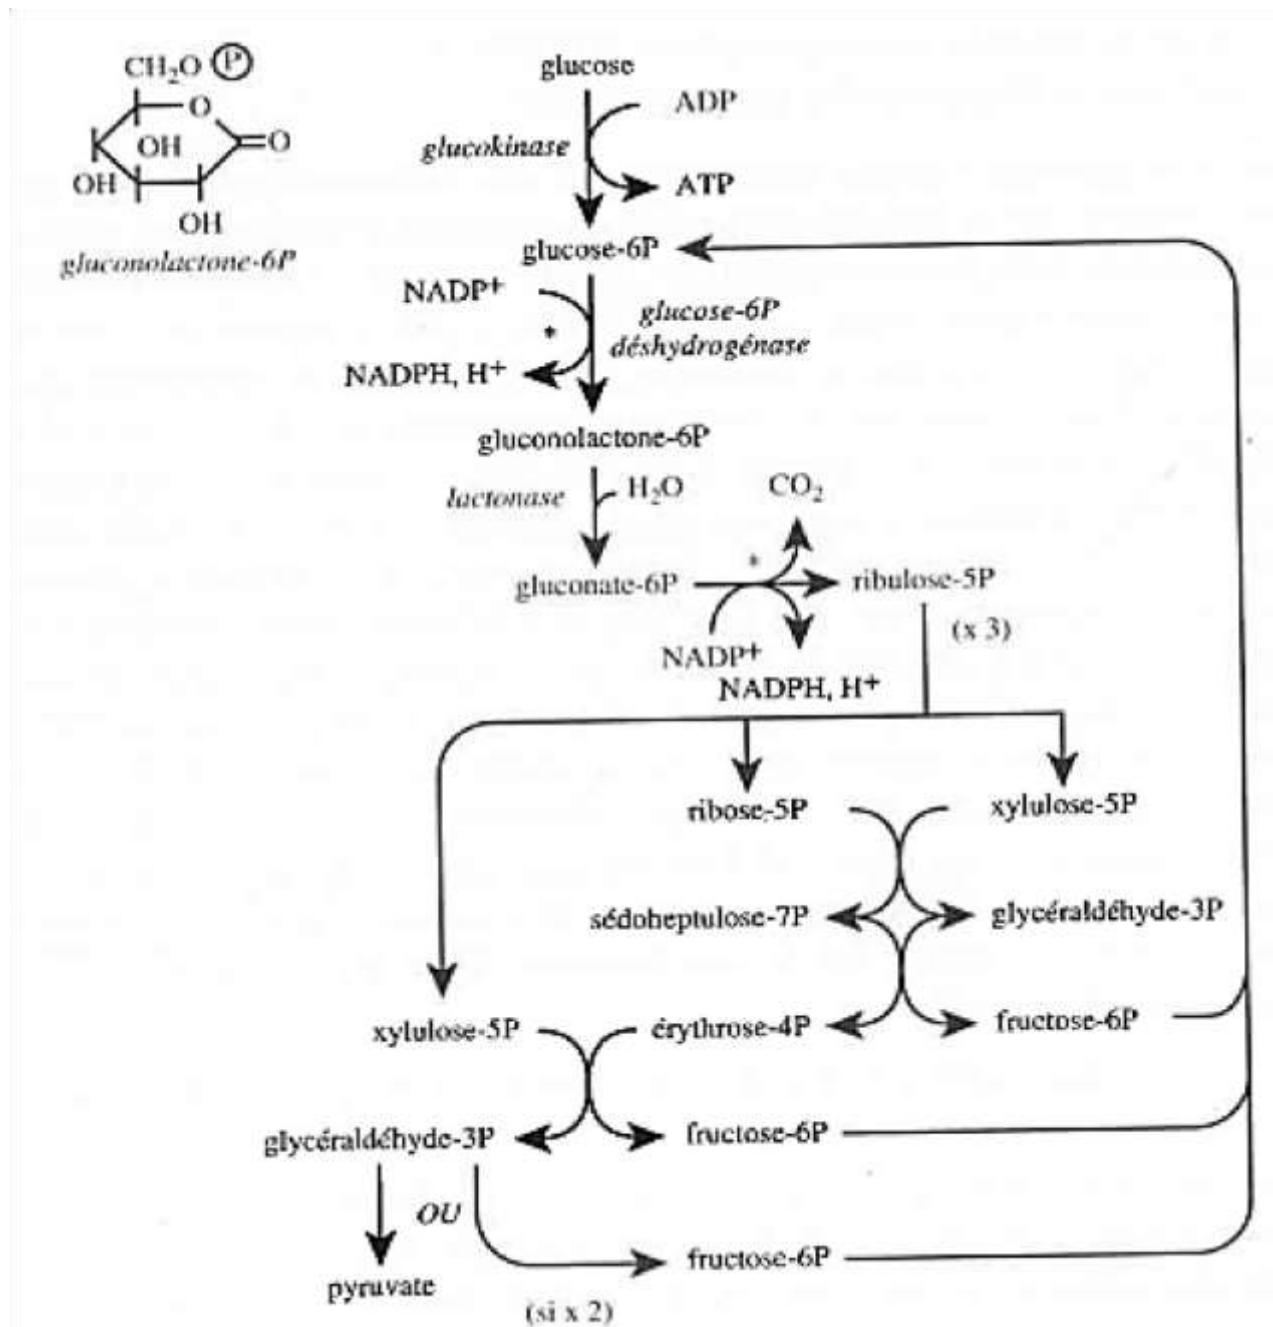 CH₂O Ⓟ
O
O
OH
OH
OH
gluconolactone-6P
glucose
ADP
glucokinase
ATP
glucose-6P
NADP+
*
glucose-6P
déshydrogénase
NADPH, H+
gluconolactone-6P
lactonase
H₂O
CO₂
*
gluconate-6P
ribulose-5P
(x 3)
NADP+
NADPH, H+
ribose-5P
xylulose-5P
sédoheptulose-7P
glycéraldéhyde-3P
xylulose-5P
érythrose-4P
fructose-6P
glycéraldéhyde-3P
fructose-6P
OU
fructose-6P
pyruvate
(si x 2)